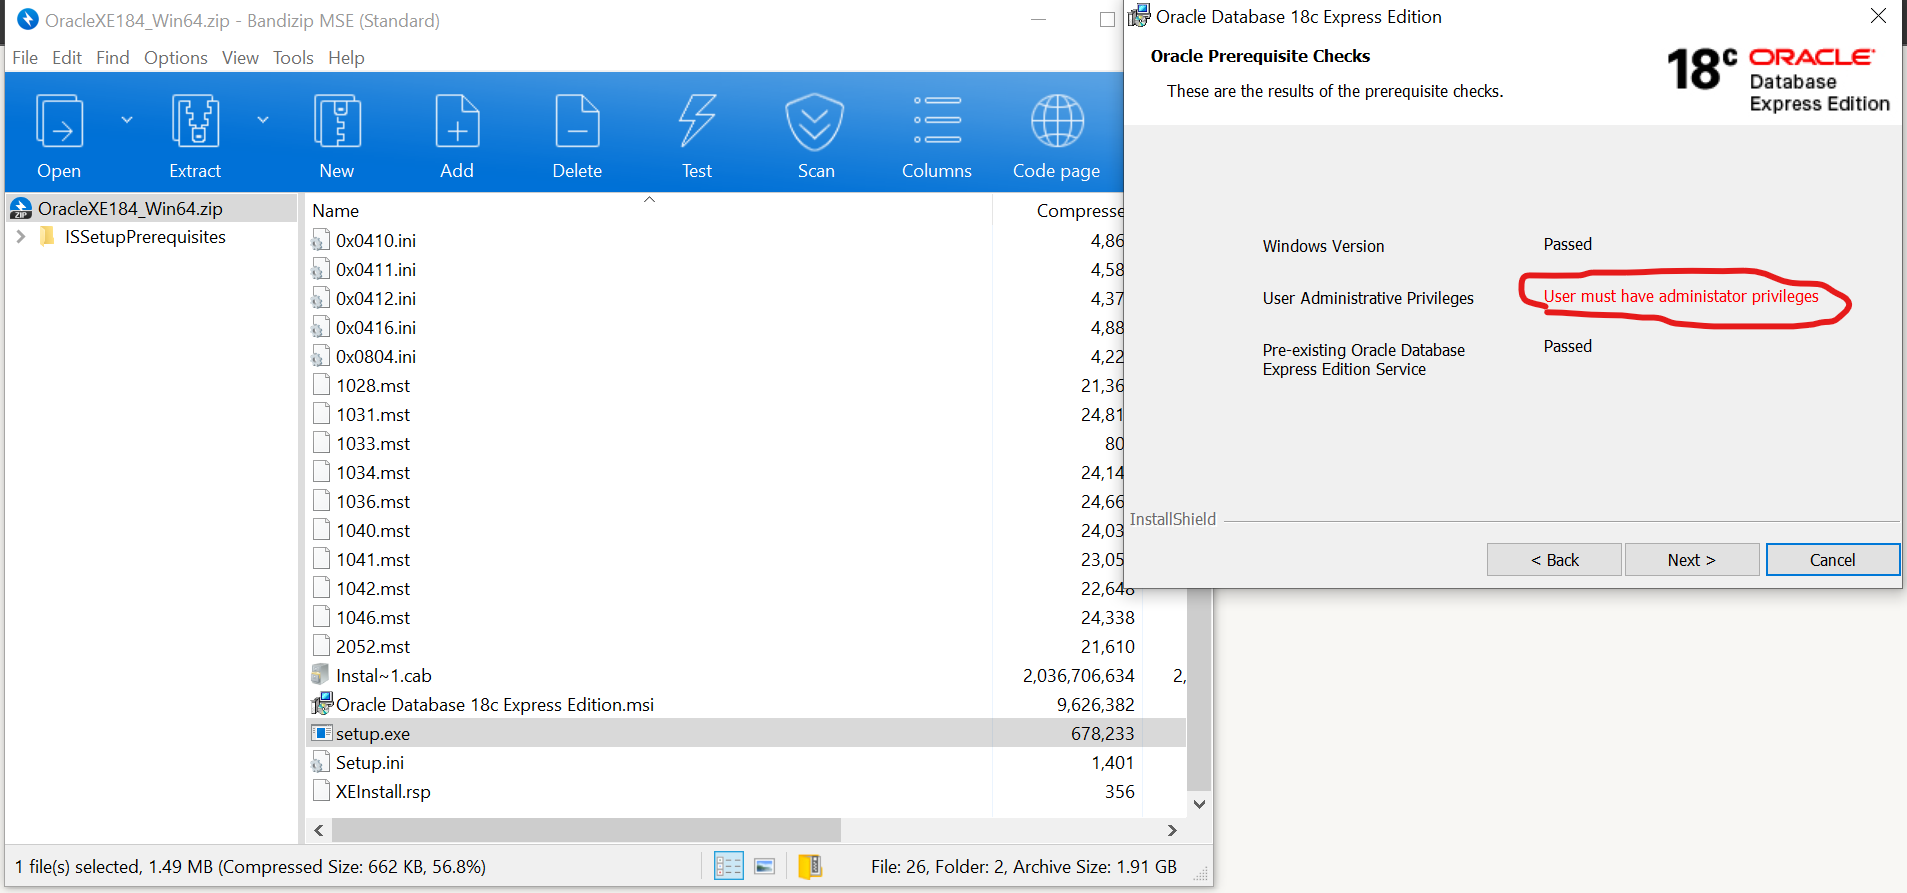 OracleXE184_Win64.zip - Bandizip MSE (Standard)
File Edit Find Options View Tools Help
Open Extract New Add Delete Test Scan Columns Code page
OracleXE184_Win64.zip
ISSetupPrerequisites
Name Compresse
0x0410.ini 4,86
0x0411.ini 4,58
0x0412.ini 4,37
0x0416.ini 4,88
0x0804.ini 4,22
1028.mst 21,36
1031.mst 24,81
1033.mst 80
1034.mst 24,14
1036.mst 24,66
1040.mst 24,03
1041.mst 23,05
1042.mst 22,648
1046.mst 24,338
2052.mst 21,610
Instal~1.cab 2,036,706,634 2,
Oracle Database 18c Express Edition.msi 9,626,382
setup.exe 678,233
Setup.ini 1,401
XEInstall.rsp 356
1 file(s) selected, 1.49 MB (Compressed Size: 662 KB, 56.8%)
File: 26, Folder: 2, Archive Size: 1.91 GB
Oracle Database 18c Express Edition
Oracle Prerequisite Checks
These are the results of the prerequisite checks.
18c ORACLE
Database
Express Edition
Windows Version Passed
User Administrative Privileges User must have administator privileges
Pre-existing Oracle Database Passed
Express Edition Service
InstallShield
< Back Next > Cancel